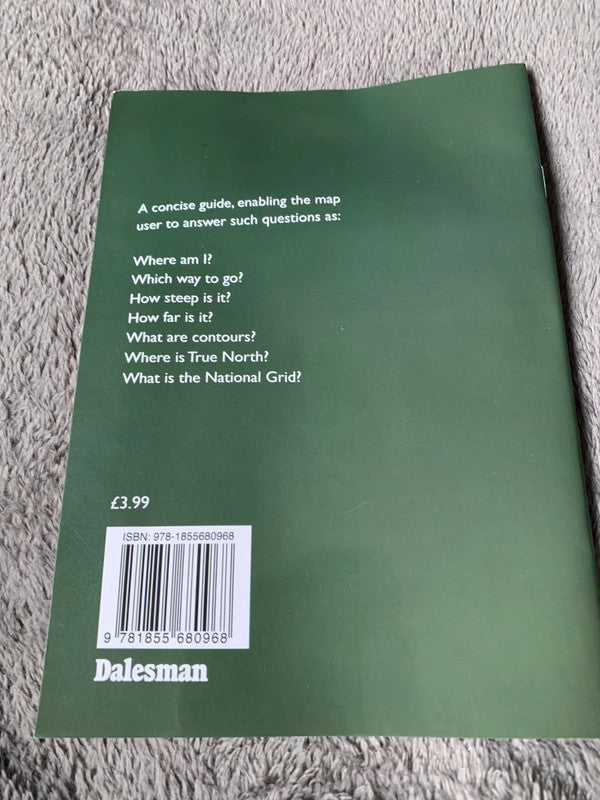 A concise guide, enabling the map
user to answer such questions as:
Where am I?
Which way to go?
How steep is it?
How far is it?
What are contours?
Where is True North?
What is the National Grid?
£3.99
ISBN: 978-1855680968
9 781855 680968
Dalesman